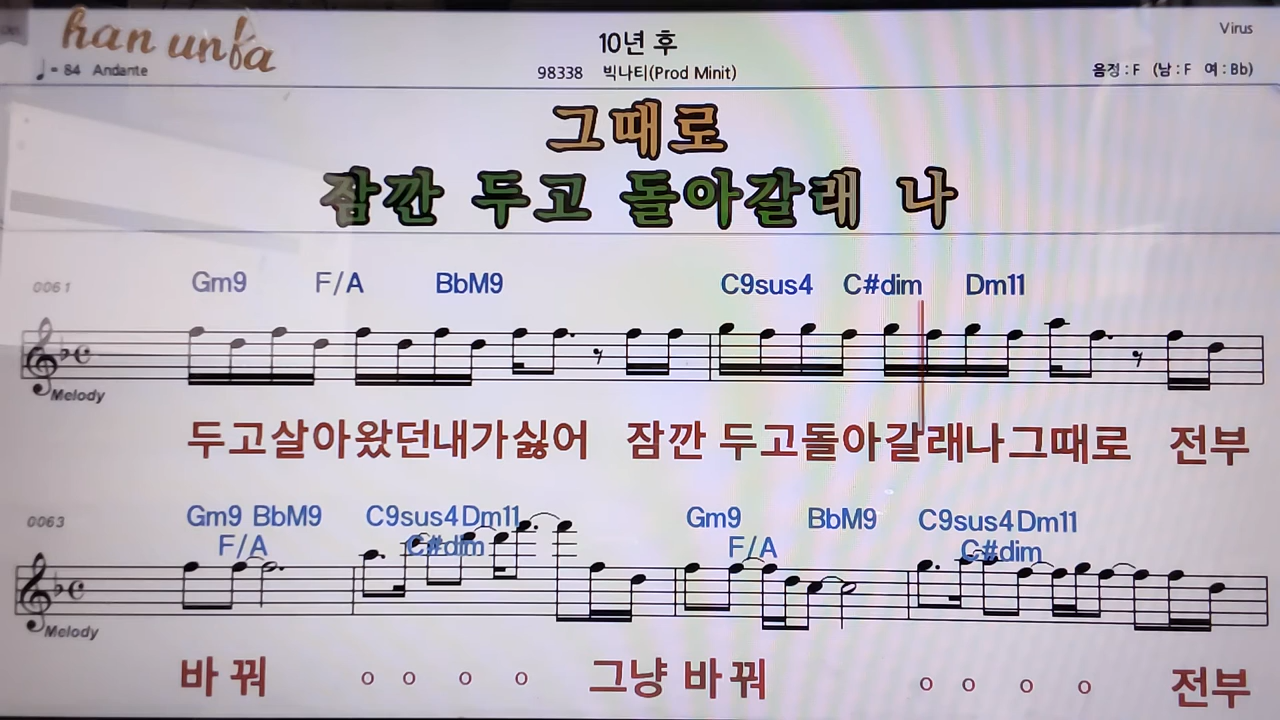 han unba
Virus
10년 후
♩= 84 Andante
98338 빅나티(Prod Minit)
음정 : F (남 : F 여 : Bb)
그때로
잠깐 두고 돌아갈래 나
0061
Gm9 F/A BbM9 C9sus4 C#dim Dm11
Melody
두고살아왔던내가싫어 잠깐 두고돌아갈래나그때로 전부
0063
Gm9 BbM9 C9sus4 Dm11 Gm9 BbM9 C9sus4 Dm11
F/A C#dim F/A C#dim
Melody
바 꿔 o o o o 그냥 바 꿔 o o o o 전부